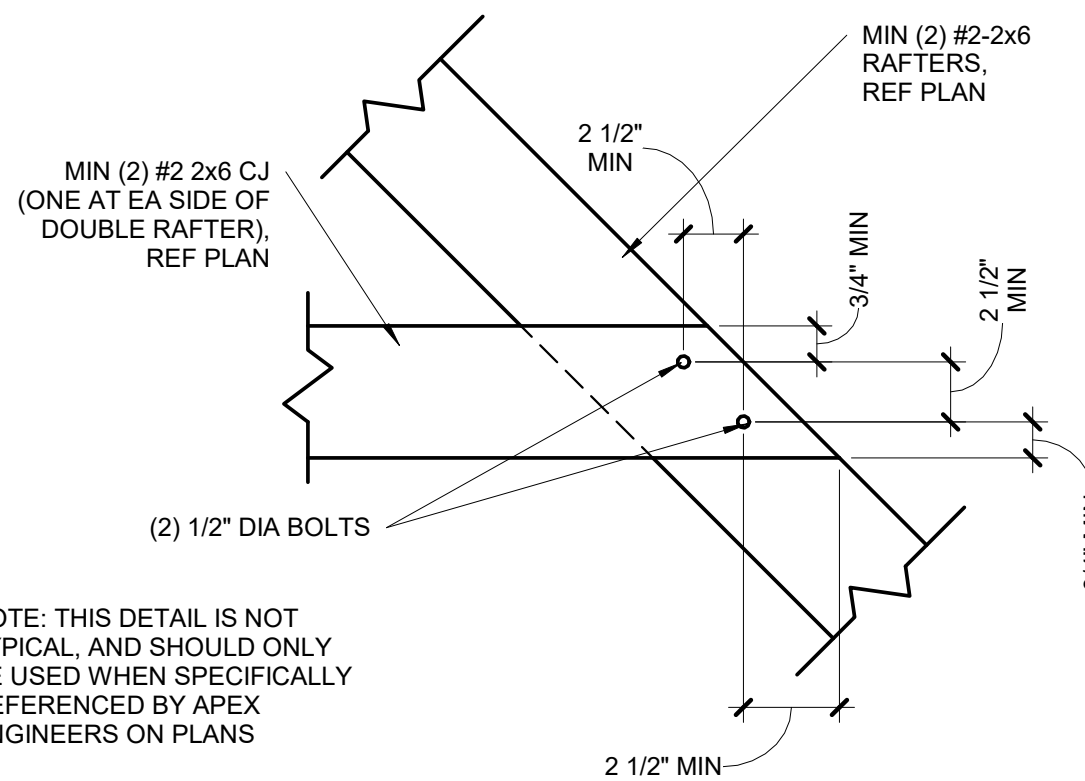 MIN (2) #2-2x6
RAFTERS,
REF PLAN
2 1/2"
MIN
MIN (2) #2 2x6 CJ
(ONE AT EA SIDE OF
DOUBLE RAFTER),
REF PLAN
3/4" MIN
2 1/2"
MIN
(2) 1/2" DIA BOLTS
OTE: THIS DETAIL IS NOT
YPICAL, AND SHOULD ONLY
E USED WHEN SPECIFICALLY
EFERENCED BY APEX
NGINEERS ON PLANS
2 1/2" MIN